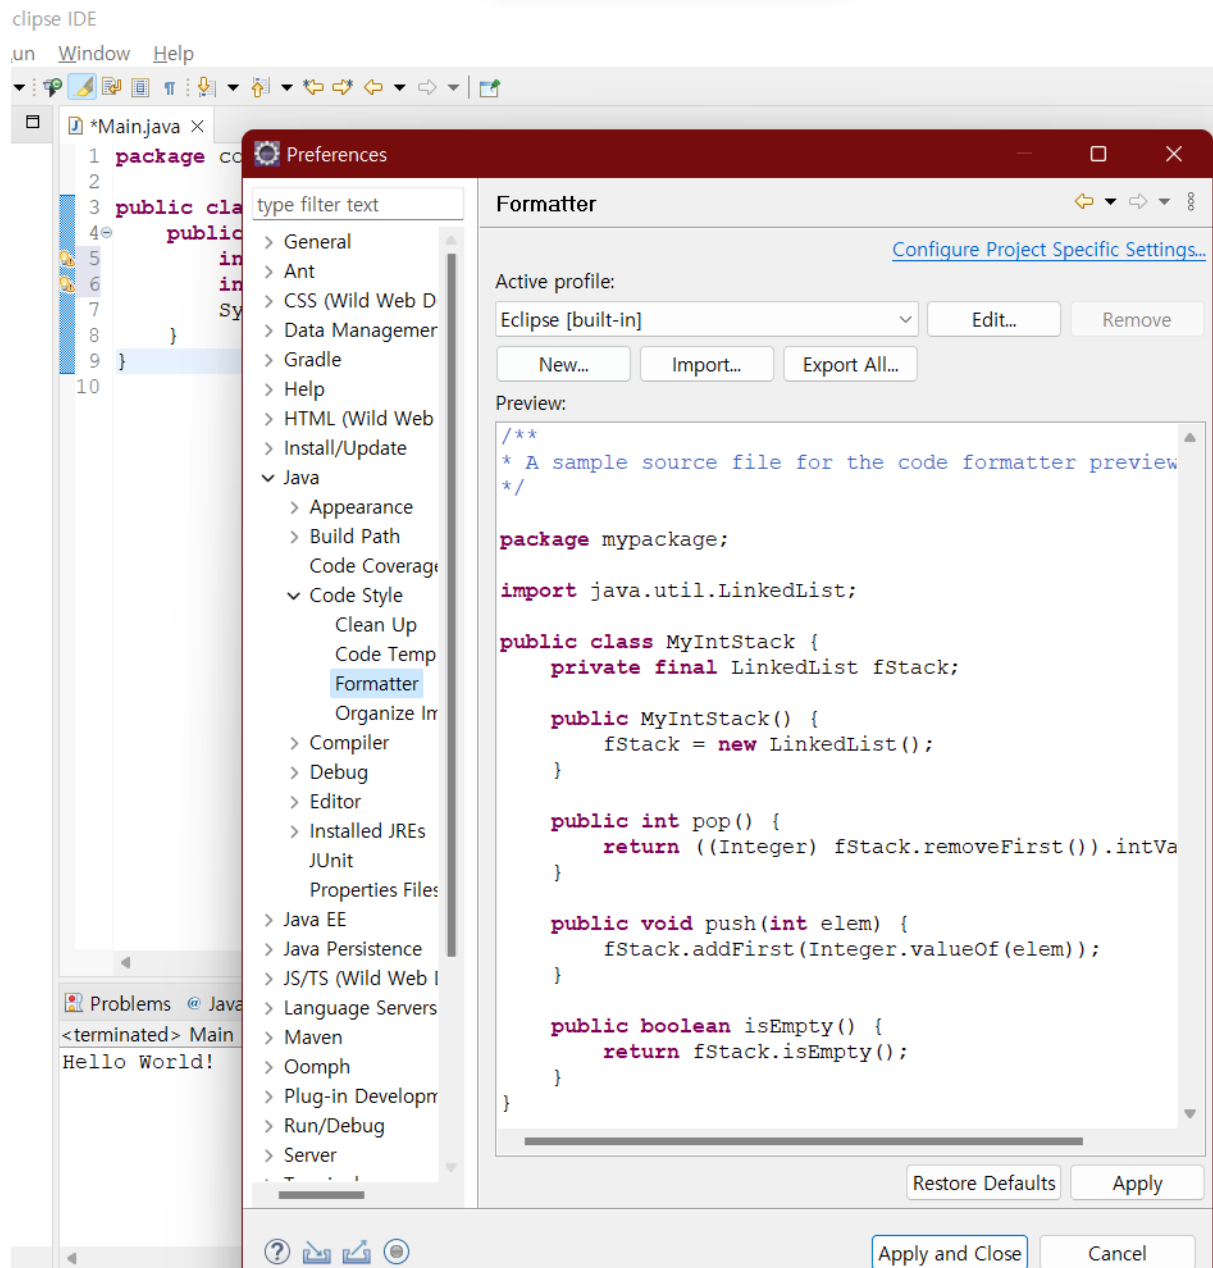 clipse IDE
un Window Help
*Main.java
1 package co
2
3 public cla
4 public
5 in
6 in
7 Sy
8 }
9 }
10
Problems @ Java
<terminated> Main
Hello World!
Preferences
type filter text
General
Ant
CSS (Wild Web D
Data Managemer
Gradle
Help
HTML (Wild Web
Install/Update
Java
Appearance
Build Path
Code Coverage
Code Style
Clean Up
Code Temp
Formatter
Organize Im
Compiler
Debug
Editor
Installed JREs
JUnit
Properties Files
Java EE
Java Persistence
JS/TS (Wild Web
Language Servers
Maven
Oomph
Plug-in Developm
Run/Debug
Server
Formatter
Configure Project Specific Settings...
Active profile:
Eclipse [built-in]
Edit...
Remove
New...
Import...
Export All...
Preview:
/**
* A sample source file for the code formatter preview
*/
package mypackage;
import java.util.LinkedList;
public class MyIntStack {
private final LinkedList fStack;
public MyIntStack() {
fStack = new LinkedList();
}
public int pop() {
return ((Integer) fStack.removeFirst()).intVa
}
public void push(int elem) {
fStack.addFirst(Integer.valueOf(elem));
}
public boolean isEmpty() {
return fStack.isEmpty();
}
}
Restore Defaults
Apply
Apply and Close
Cancel